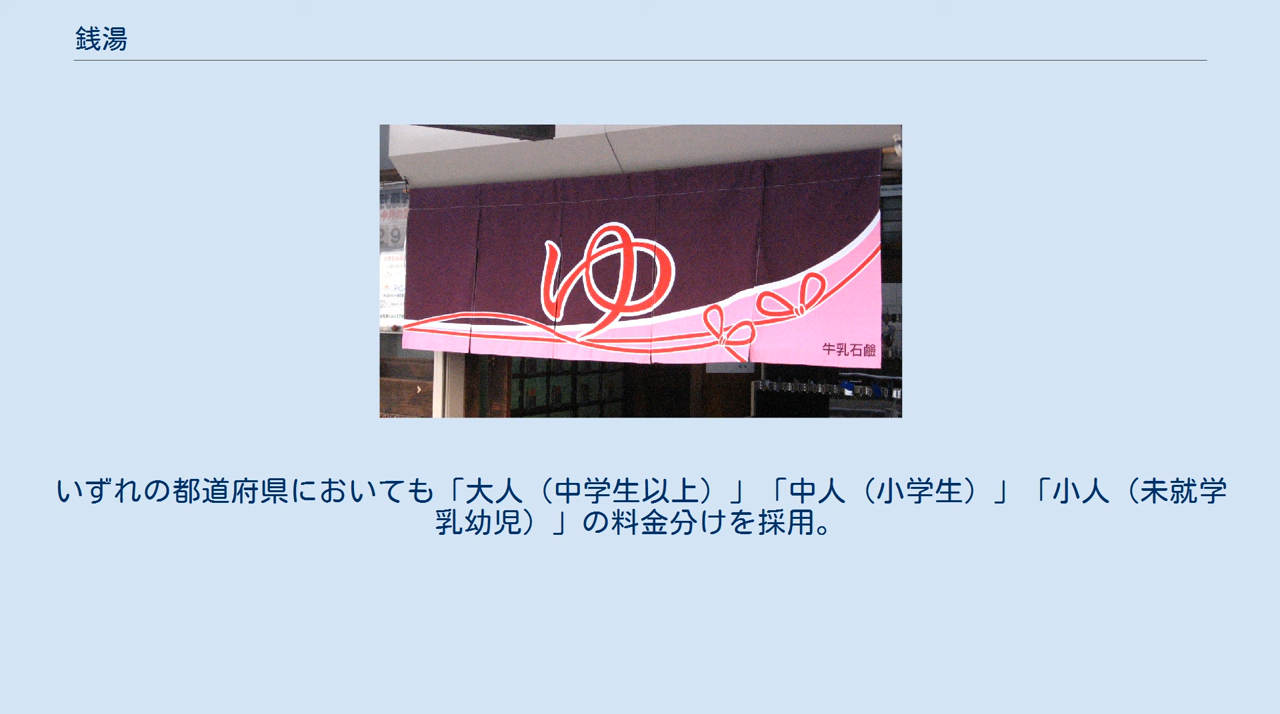 銭湯
ゆ
牛乳石鹼
いずれの都道府県においても「大人（中学生以上）」「中人（小学生）」「小人（未就学
乳幼児）」の料金分けを採用。